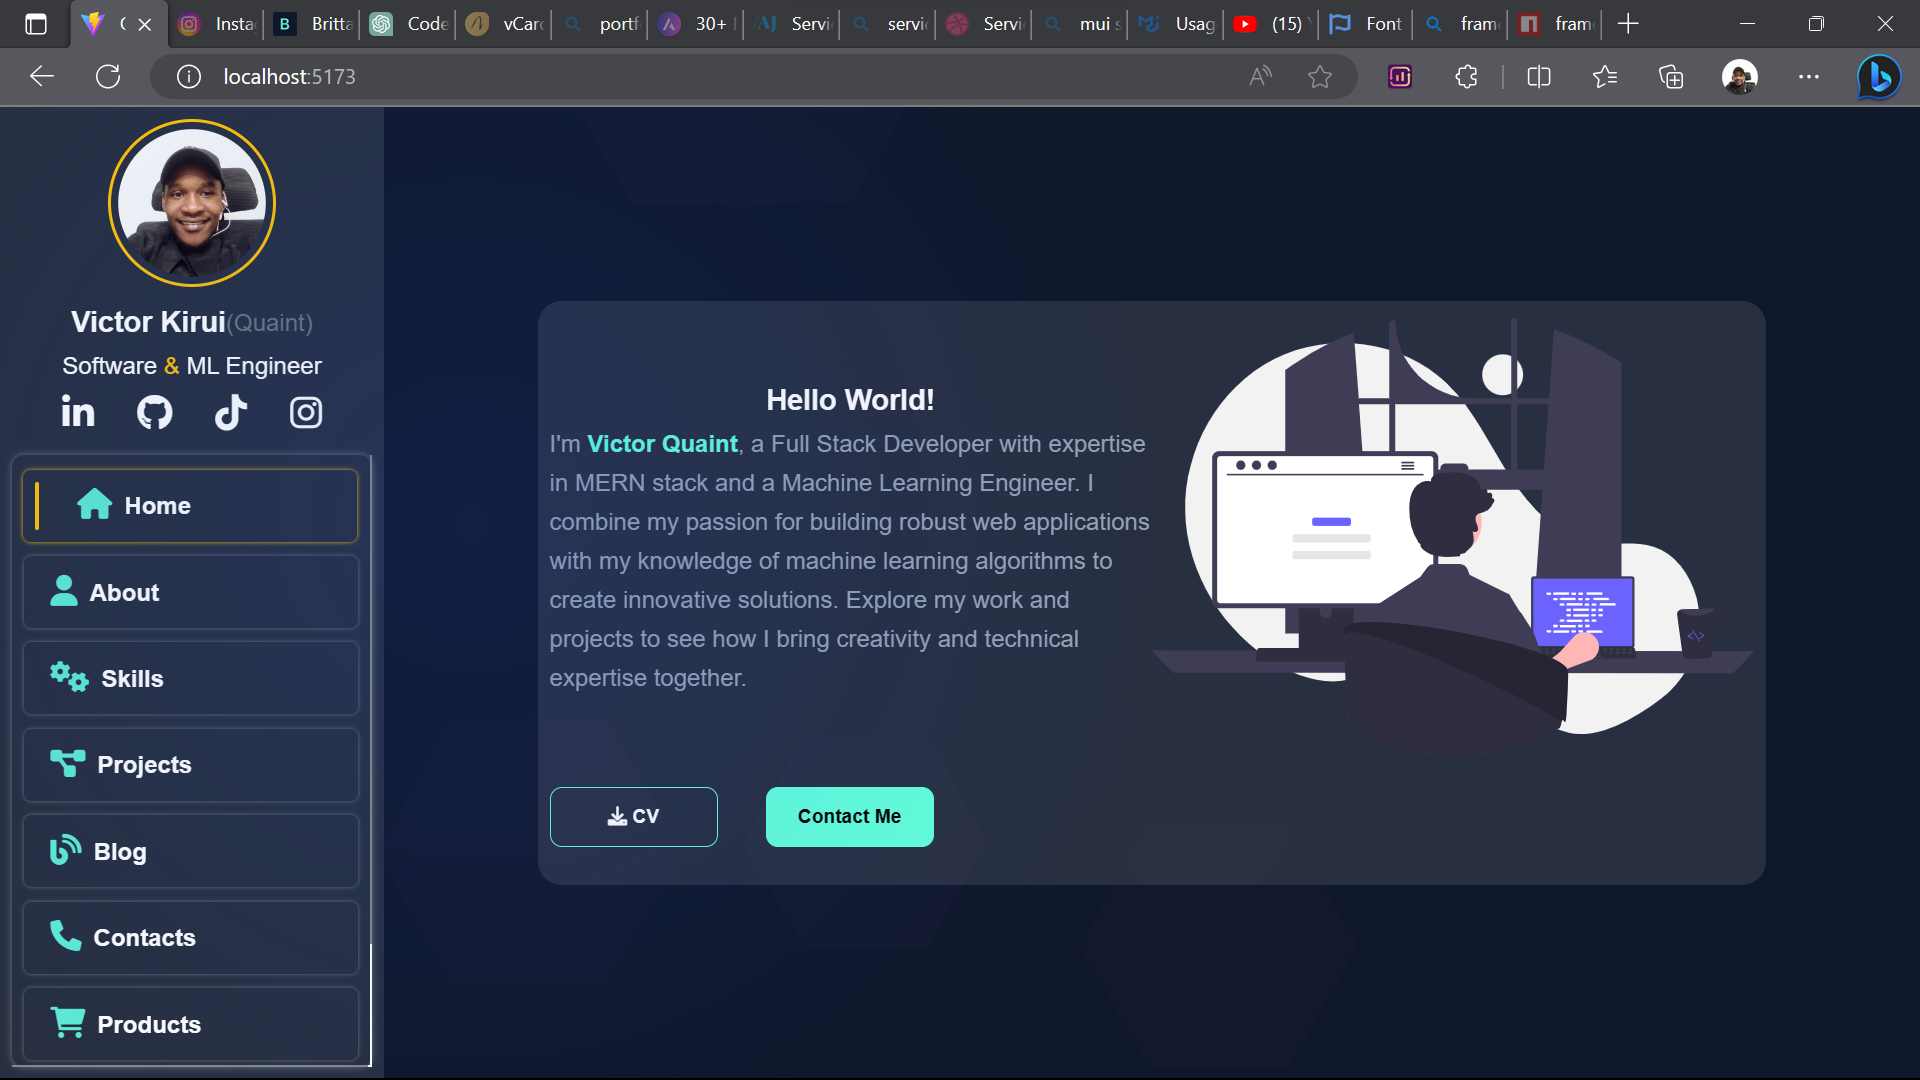 Insta
Britta
Code
vCard
portf
30+
Servi
servic
Servi
mui s
Usag
(15)
Font
fram
fram
localhost:5173
Victor Kirui(Quaint)
Software & ML Engineer
Home
About
Skills
Projects
Blog
Contacts
Products
Hello World!
I'm Victor Quaint, a Full Stack Developer with expertise
in MERN stack and a Machine Learning Engineer. I
combine my passion for building robust web applications
with my knowledge of machine learning algorithms to
create innovative solutions. Explore my work and
projects to see how I bring creativity and technical
expertise together.
CV
Contact Me